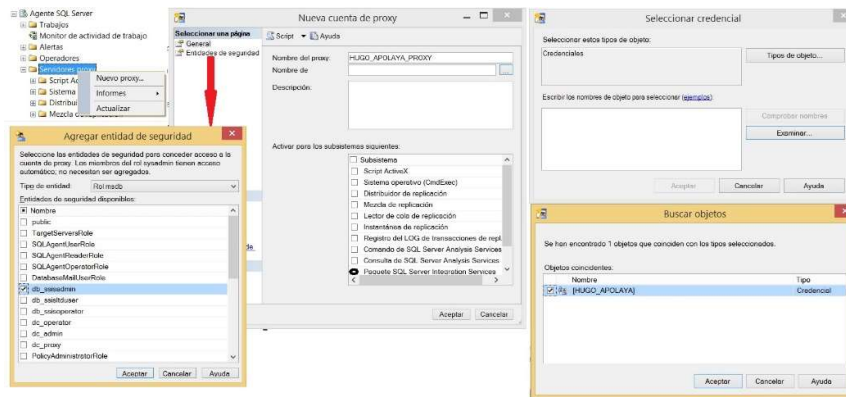 Agente SQL Server
Trabajos
Monitor de actividad de trabajo
Alertas
Operadores
Servidores proxy
Script Ac
Sistema
Distribu
Mezcla de replicación
Nuevo proxy...
Informes
Actualizar
Nueva cuenta de proxy
Seleccionar una página
General
Entidades de seguridad
Script
Ayuda
Nombre del proxy:
HUGO_APOLAYA_PROXY
Nombre de
Descripción:
Activar para los subsistemas siguientes:
Subsistema
Script ActiveX
Sistema operativo (CmdExec)
Distribuidor de replicación
Mezcla de replicación
Lector de cola de replicación
Instantánea de replicación
Registro del LOG de transacciones de repl.
Comando de SQL Server Analysis Services
Consulta de SQL Server Analysis Services
Paquete SQL Server Integration Services
de
Aceptar
Cancelar
Agregar entidad de seguridad
Seleccione las entidades de seguridad para conceder acceso a la
cuenta de proxy. Los miembros del rol sysadmin tienen acceso
automático; no necesitan ser agregados.
Tipo de entidad:
Rol msdb
Entidades de seguridad disponibles:
Nombre
public
TargetServersRole
SQLAgentUserRole
SQLAgentReaderRole
SQLAgentOperatorRole
DatabaseMailUserRole
db_ssisadmin
db_ssisltduser
db_ssisoperator
dc_operator
dc_admin
dc_proxy
PolicyAdministratorRole
Aceptar
Cancelar
Ayuda
Seleccionar credencial
Seleccionar estos tipos de objeto:
Credenciales
Tipos de objeto...
Escribir los nombres de objeto para seleccionar (ejemplos):
Comprobar nombres
Examinar...
Aceptar
Cancelar
Ayuda
Buscar objetos
Se han encontrado 1 objetos que coinciden con los tipos seleccionados.
Objetos coincidentes:
Nombre
Tipo
[HUGO_APOLAYA]
Credencial
Aceptar
Cancelar
Ayuda